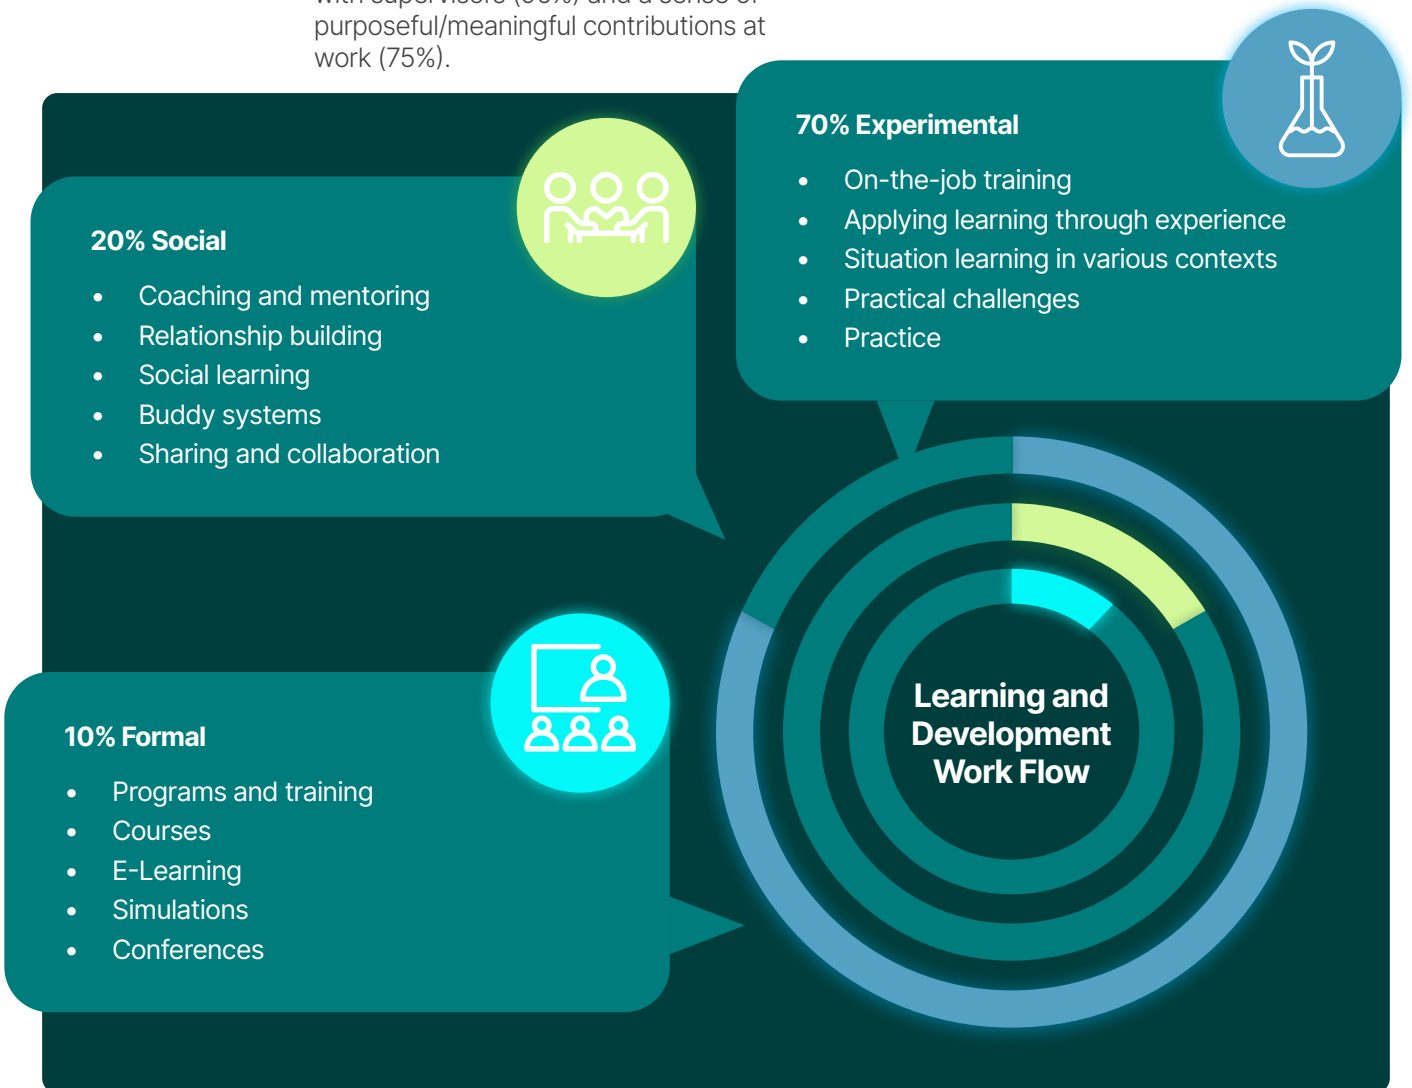 purposeful/meaningful contributions at
work (75%).
70% Experimental
• On-the-job training
• Applying learning through experience
• Situation learning in various contexts
• Practical challenges
• Practice
20% Social
• Coaching and mentoring
• Relationship building
• Social learning
• Buddy systems
• Sharing and collaboration
10% Formal
• Programs and training
• Courses
• E-Learning
• Simulations
• Conferences
Learning and
Development
Work Flow